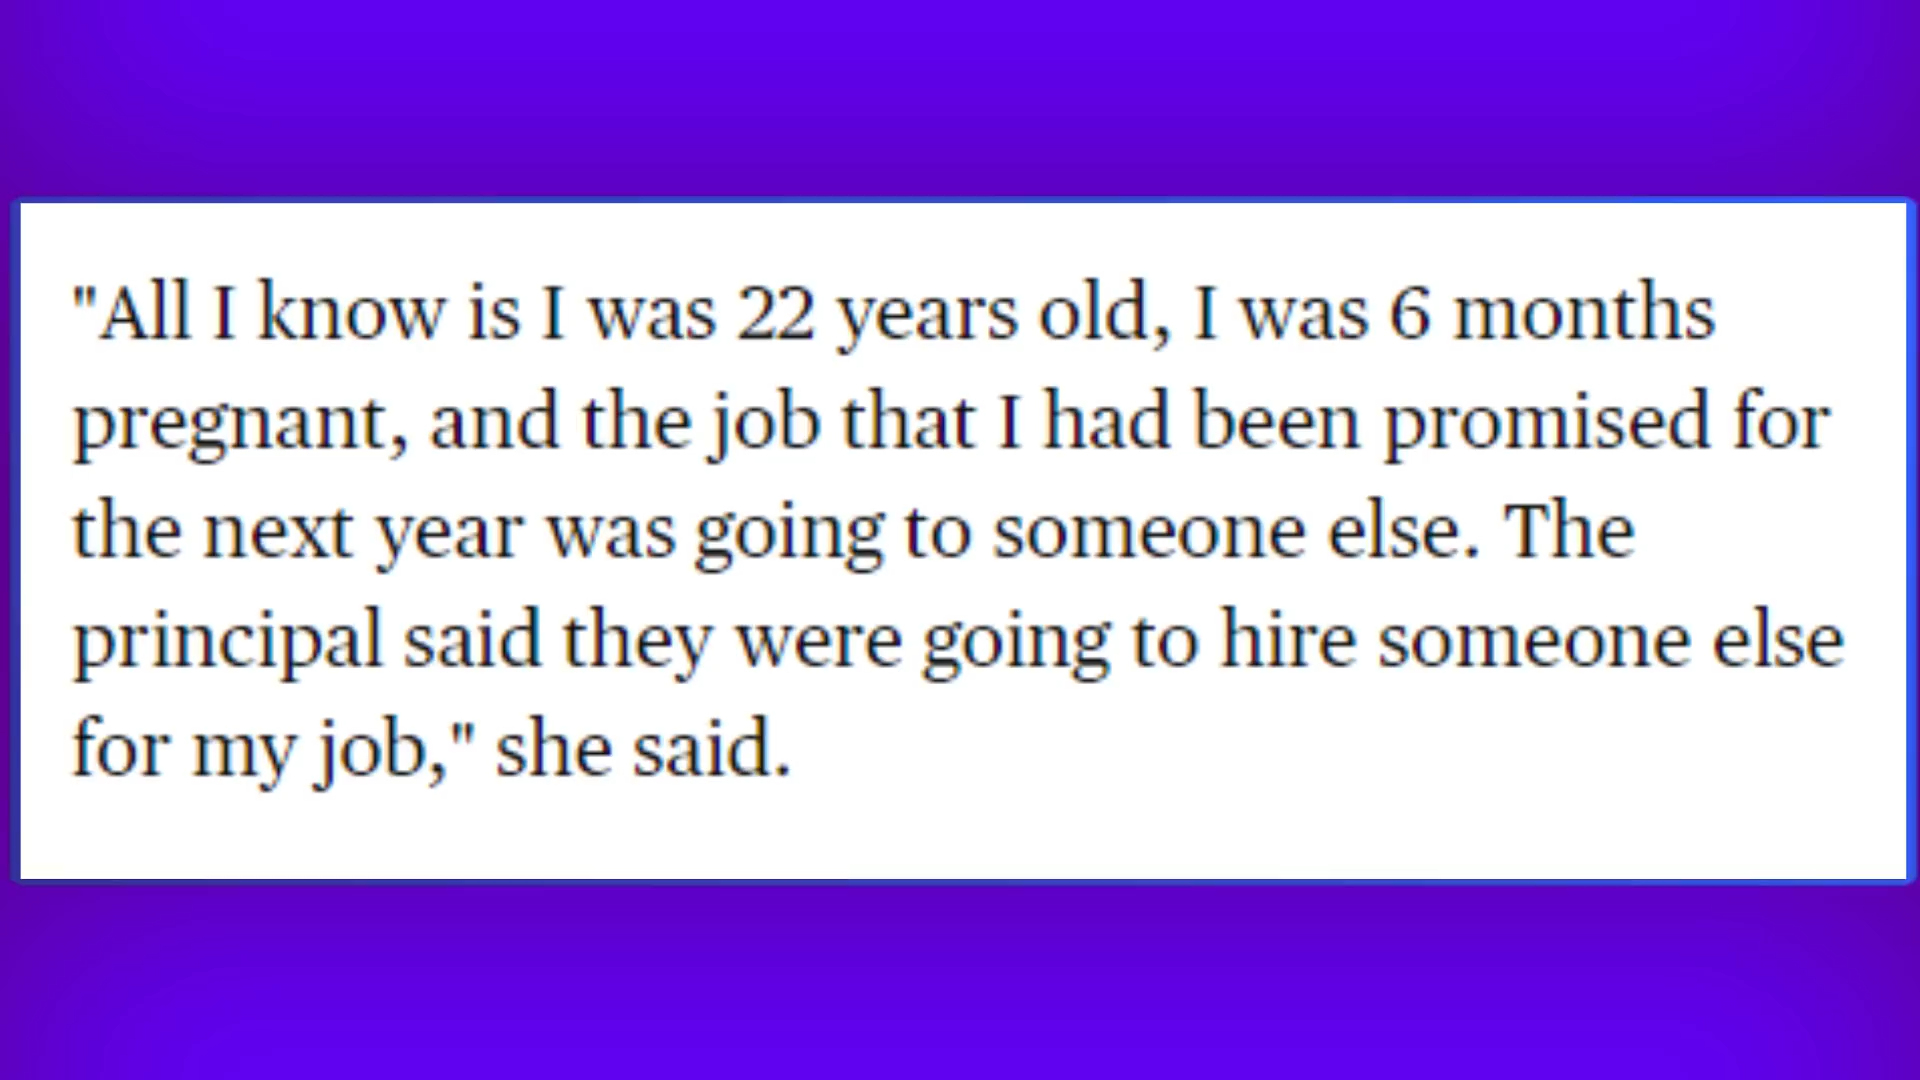 "All I know is I was 22 years old, I was 6 months
pregnant, and the job that I had been promised for
the next year was going to someone else. The
principal said they were going to hire someone else
for my job," she said.